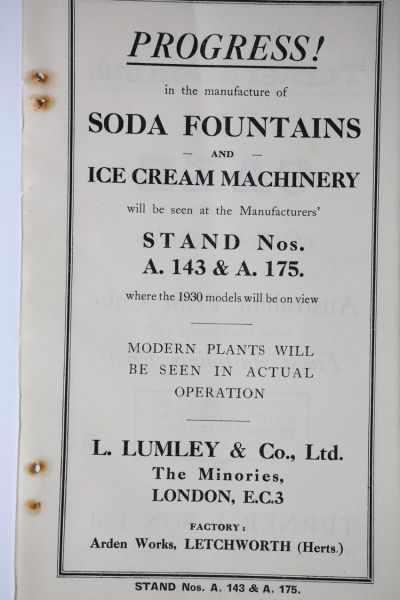 PROGRESS!
in the manufacture of
SODA FOUNTAINS
— AND —
ICE CREAM MACHINERY
will be seen at the Manufacturers'
STAND Nos.
A. 143 & A. 175.
where the 1930 models will be on view
MODERN PLANTS WILL
BE SEEN IN ACTUAL
OPERATION
L. LUMLEY & Co., Ltd.
The Minories,
LONDON, E.C.3
FACTORY:
Arden Works, LETCHWORTH (Herts.)
STAND Nos. A. 143 & A. 175.